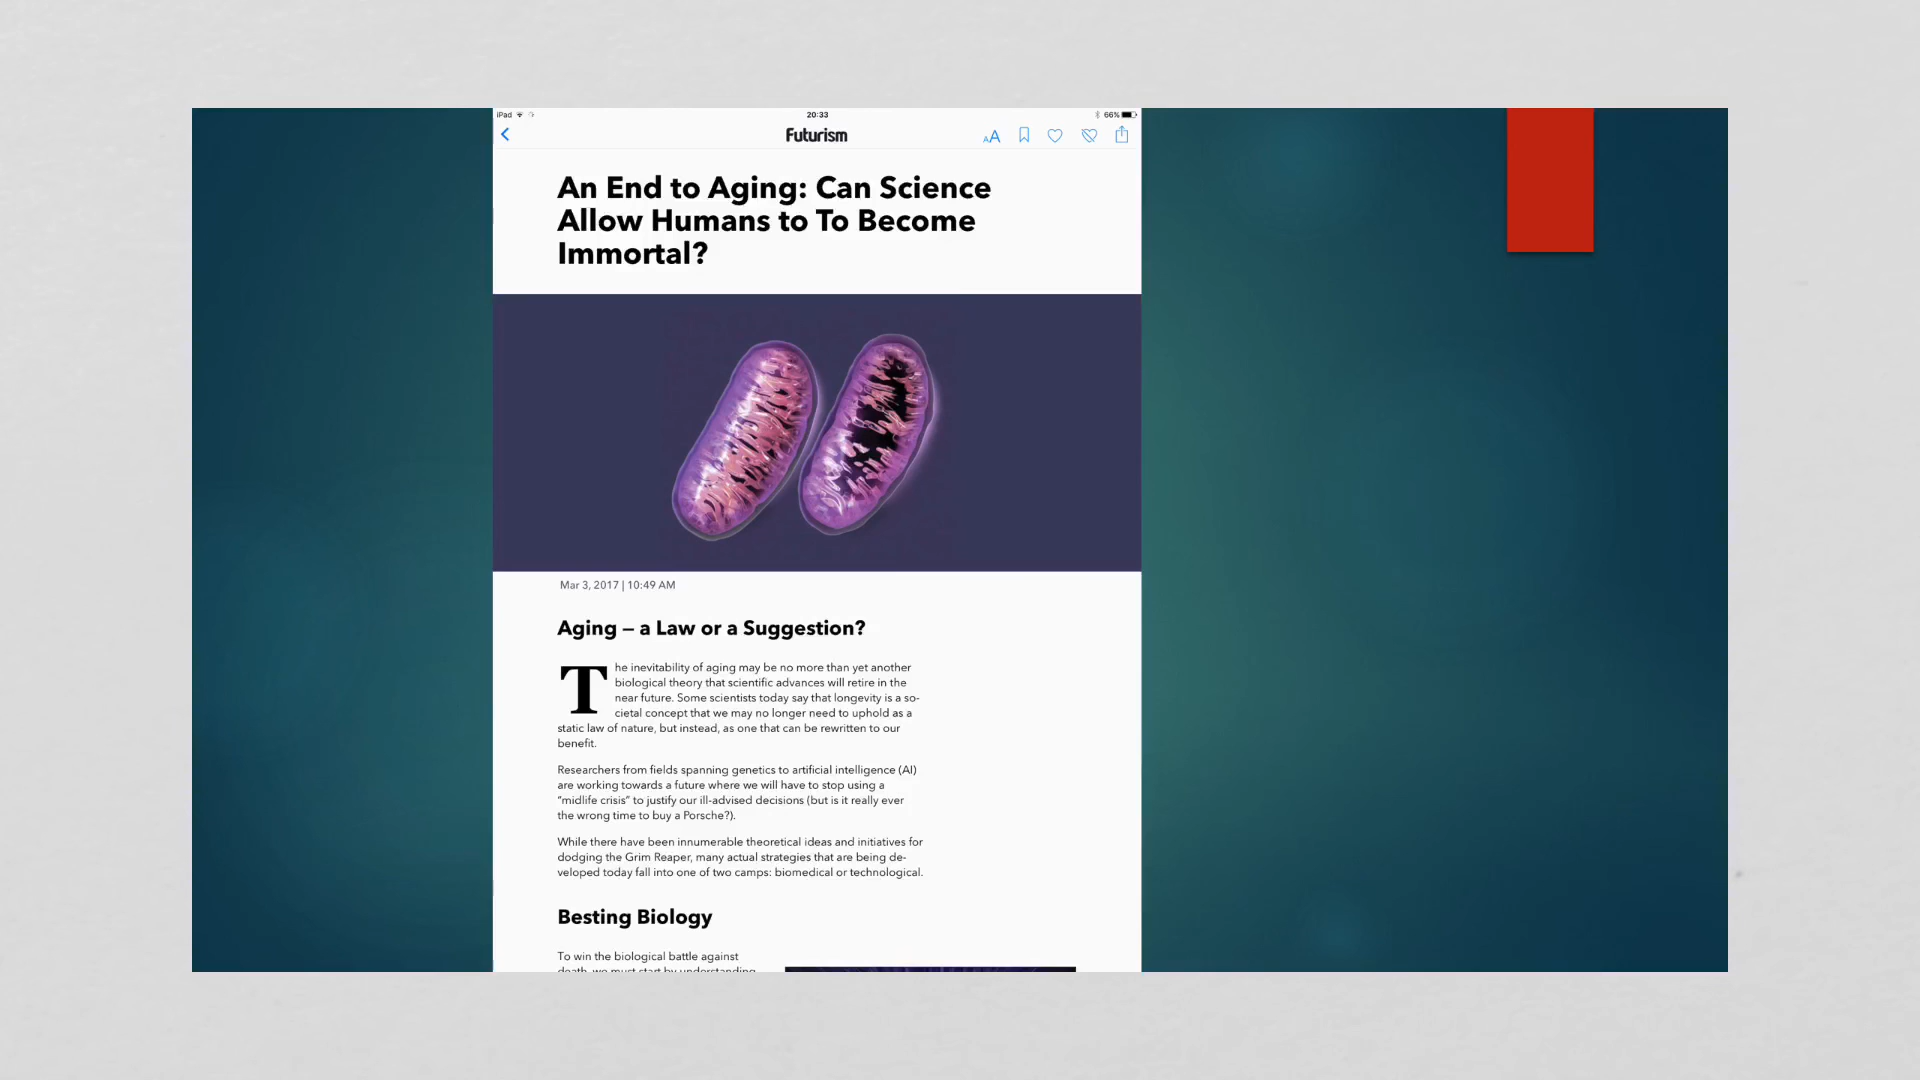 iPad
20:33
66%
Futurism
AA
An End to Aging: Can Science
Allow Humans to To Become
Immortal?
Mar 3, 2017 | 10:49 AM
Aging – a Law or a Suggestion?
The inevitability of aging may be no more than yet another
biological theory that scientific advances will retire in the
near future. Some scientists today say that longevity is a so-
cietal concept that we may no longer need to uphold as a
static law of nature, but instead, as one that can be rewritten to our
benefit.
Researchers from fields spanning genetics to artificial intelligence (AI)
are working towards a future where we will have to stop using a
“midlife crisis” to justify our ill-advised decisions (but is it really ever
the wrong time to buy a Porsche?).
While there have been innumerable theoretical ideas and initiatives for
dodging the Grim Reaper, many actual strategies that are being de-
veloped today fall into one of two camps: biomedical or technological.
Besting Biology
To win the biological battle against
death, we must start by understanding